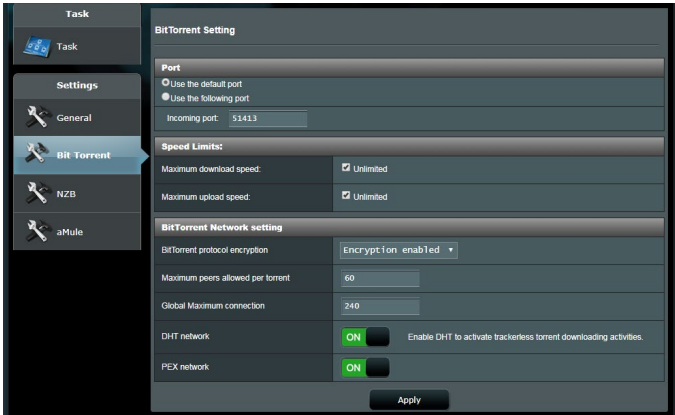 Task
Task
Settings
General
Bit Torrent
NZB
aMule
BitTorrent Setting
Port
Use the default port
Use the following port
Incoming port: 51413
Speed Limits:
Maximum download speed: Unlimited
Maximum upload speed: Unlimited
BitTorrent Network setting
BitTorrent protocol encryption Encryption enabled
Maximum peers allowed per torrent 60
Global Maximum connection 240
DHT network ON Enable DHT to activate trackerless torrent downloading activities.
PEX network ON
Apply